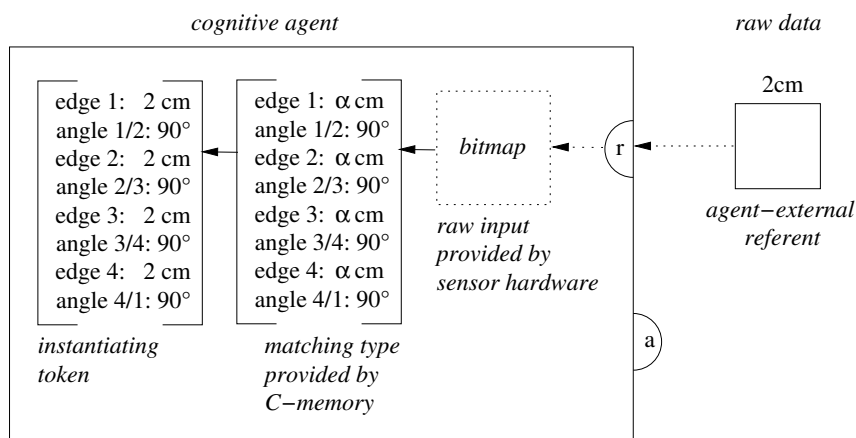 cognitive agent
raw data
edge 1: 2 cm
angle 1/2: 90°
edge 2: 2 cm
angle 2/3: 90°
edge 3: 2 cm
angle 3/4: 90°
edge 4: 2 cm
angle 4/1: 90°
instantiating
token
edge 1: α cm
angle 1/2: 90°
edge 2: α cm
angle 2/3: 90°
edge 3: α cm
angle 3/4: 90°
edge 4: α cm
angle 4/1: 90°
matching type
provided by
C−memory
bitmap
raw input
provided by
sensor hardware
r
a
2cm
agent−external
referent